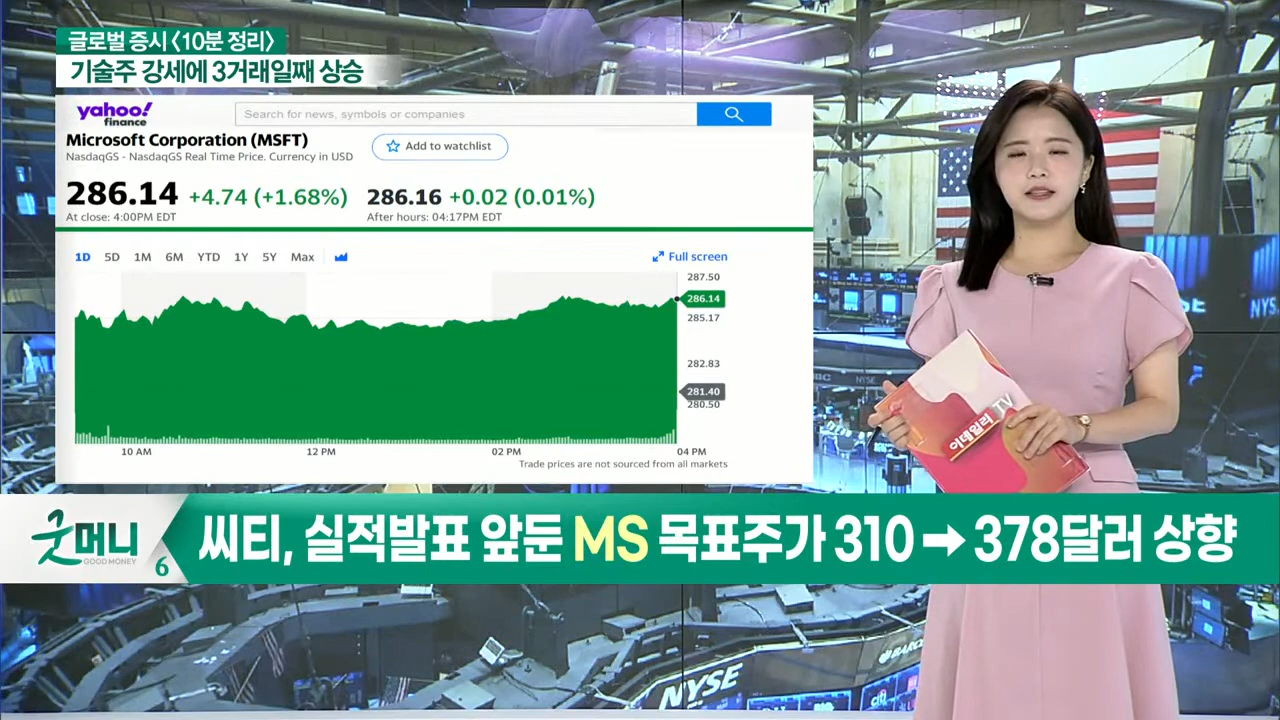 글로벌 증시 〈10분 정리〉
기술주 강세에 3거래일째 상승
yahoo!
finance
Search for news, symbols or companies
Microsoft Corporation (MSFT)
NasdaqGS - NasdaqGS Real Time Price. Currency in USD
Add to watchlist
286.14 +4.74 (+1.68%)
At close: 4:00PM EDT
286.16 +0.02 (0.01%)
After hours: 04:17PM EDT
1D 5D 1M 6M YTD 1Y 5Y Max
Full screen
287.50
286.14
285.17
282.83
281.40
280.50
10 AM 12 PM 02 PM 04 PM
Trade prices are not sourced from all markets
이데일리 TV
NYSE
굿머니
GOOD MONEY
6
씨티, 실적발표 앞둔 MS 목표주가 310 → 378달러 상향
NYSE